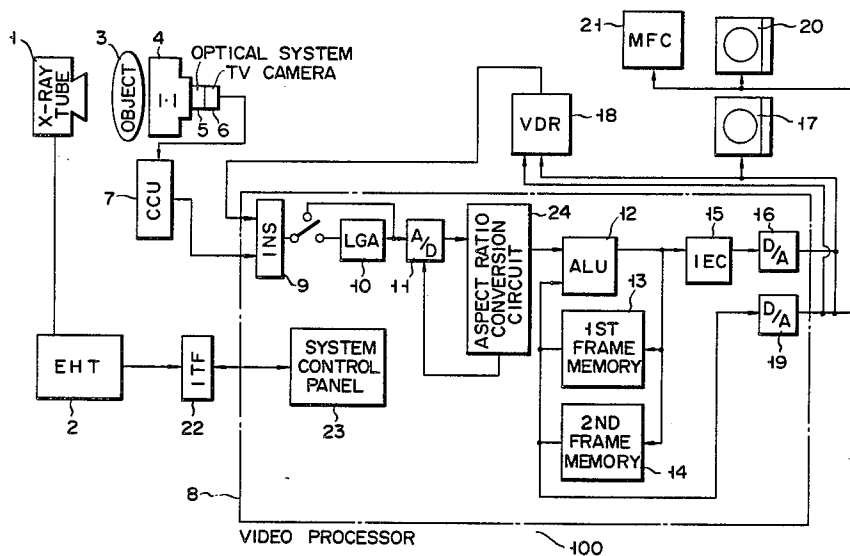 1
X-RAY
TUBE
3
OBJECT
4
I·I
OPTICAL SYSTEM
TV CAMERA
5
6
21
MFC
20
17
VDR
18
7
CCU
INS
9
LGA
10
A/D
11
24
ASPECT RATIO
CONVERSION
CIRCUIT
12
ALU
13
1ST
FRAME
MEMORY
2ND
FRAME
MEMORY
14
15
IEC
16
D/A
D/A
19
EHT
2
ITF
22
SYSTEM
CONTROL
PANEL
23
8
VIDEO PROCESSOR
100